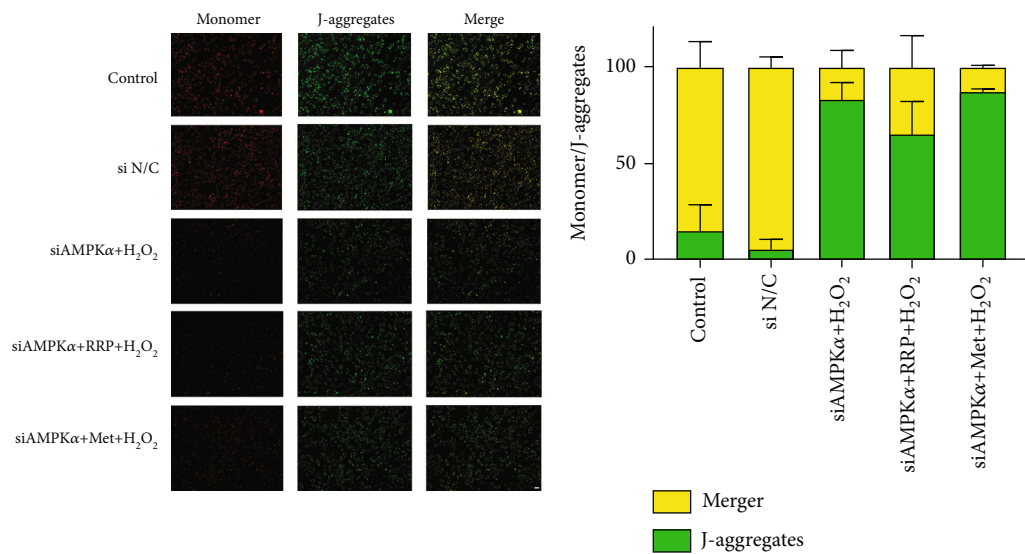 Monomer J-aggregates Merge
Control
si N/C
siAMPKα+H₂O₂
siAMPKα+RRP+H₂O₂
siAMPKα+Met+H₂O₂
Monomer/J-aggregates
100
50
0
Control
si N/C
siAMPKα+H₂O₂
siAMPKα+RRP+H₂O₂
siAMPKα+Met+H₂O₂
Merger
J-aggregates